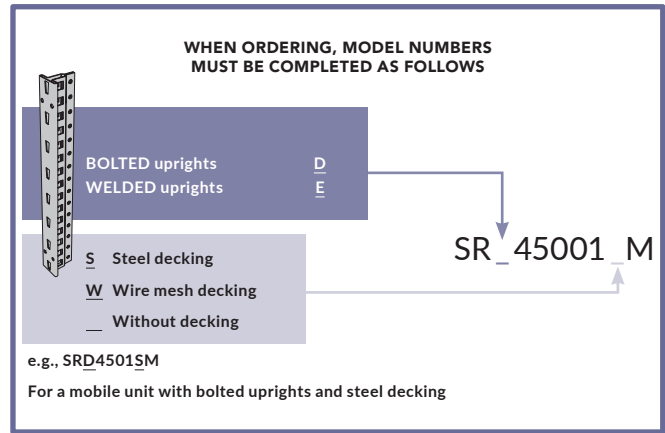 WHEN ORDERING, MODEL NUMBERS
MUST BE COMPLETED AS FOLLOWS
BOLTED uprights D
WELDED uprights E
SR_45001_M
S Steel decking
W Wire mesh decking
__ Without decking
e.g., SRD4501SM
For a mobile unit with bolted uprights and steel decking